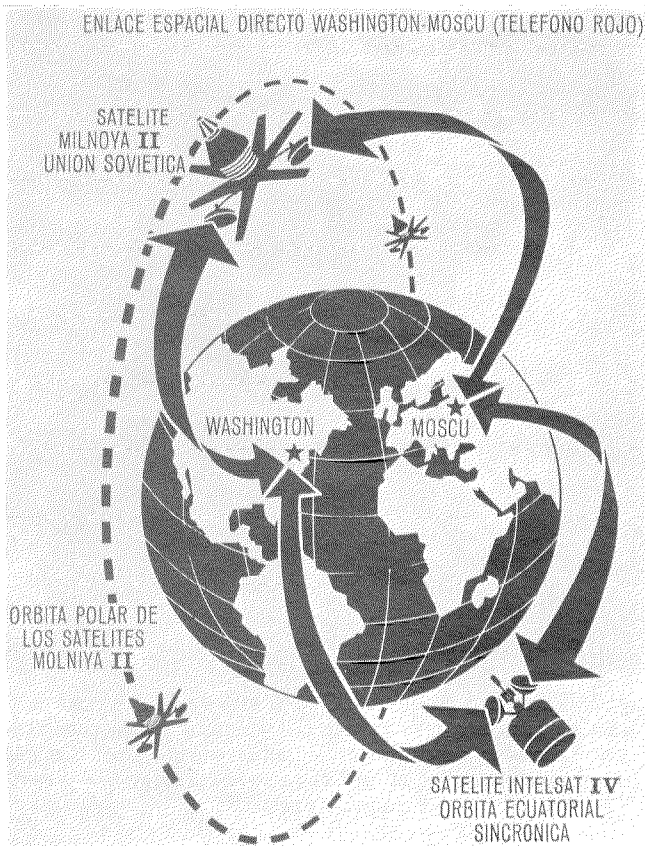 ENLACE ESPACIAL DIRECTO WASHINGTON-MOSCU (TELEFONO ROJO)
SATELITE
MILNOYA II
UNION SOVIETICA
WASHINGTON
MOSCU
ORBITA POLAR DE
LOS SATELITES
MOLNIYA II
SATELITE INTELSAT IV
ORBITA ECUATORIAL
SINCRONICA